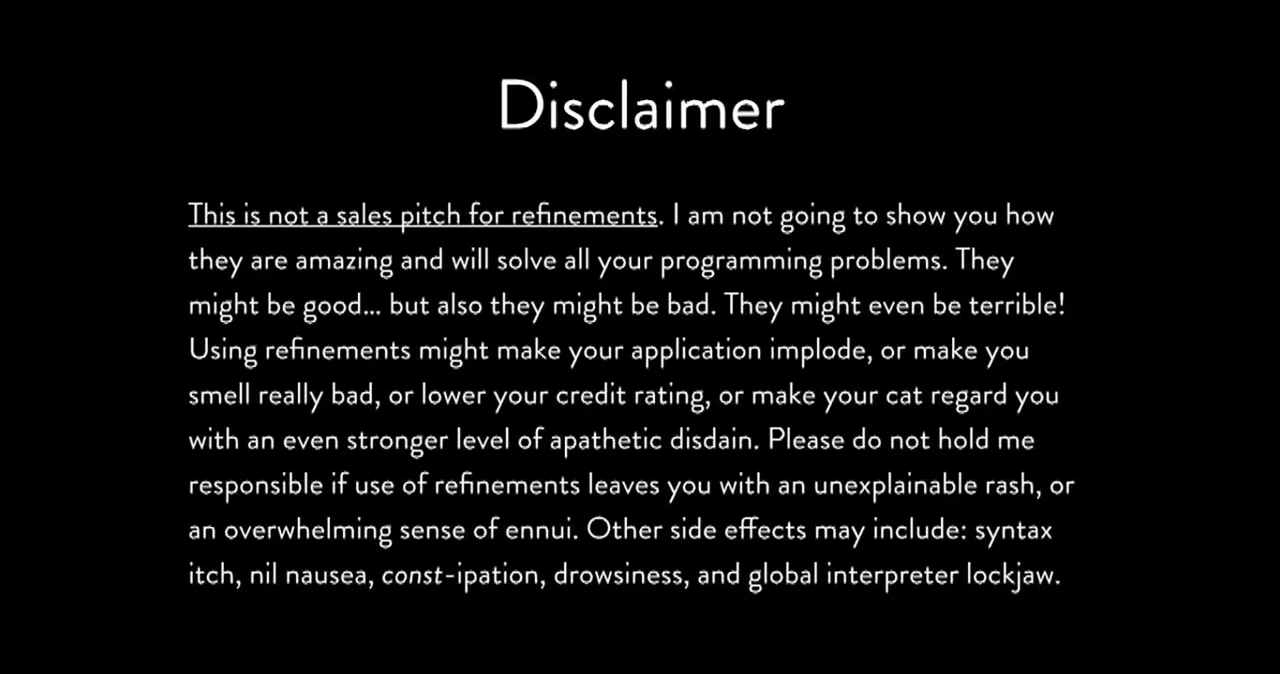 Disclaimer
This is not a sales pitch for refinements. I am not going to show you how
they are amazing and will solve all your programming problems. They
might be good... but also they might be bad. They might even be terrible!
Using refinements might make your application implode, or make you
smell really bad, or lower your credit rating, or make your cat regard you
with an even stronger level of apathetic disdain. Please do not hold me
responsible if use of refinements leaves you with an unexplainable rash, or
an overwhelming sense of ennui. Other side effects may include: syntax
itch, nil nausea, const-ipation, drowsiness, and global interpreter lockjaw.